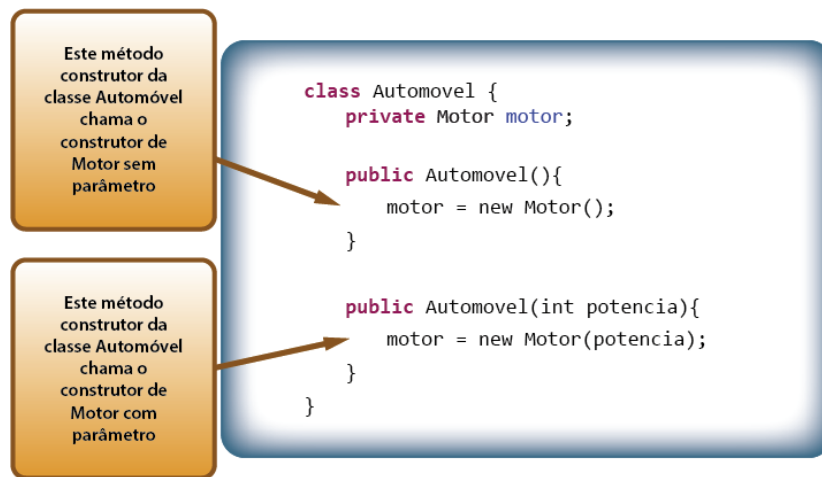 Este método
construtor da
classe Automóvel
chama o
construtor de
Motor sem
parâmetro
class Automovel {
private Motor motor;
public Automovel(){
motor = new Motor();
}
Este método
construtor da
classe Automóvel
chama o
construtor de
Motor com
parâmetro
public Automovel(int potencia){
motor = new Motor(potencia);
}
}